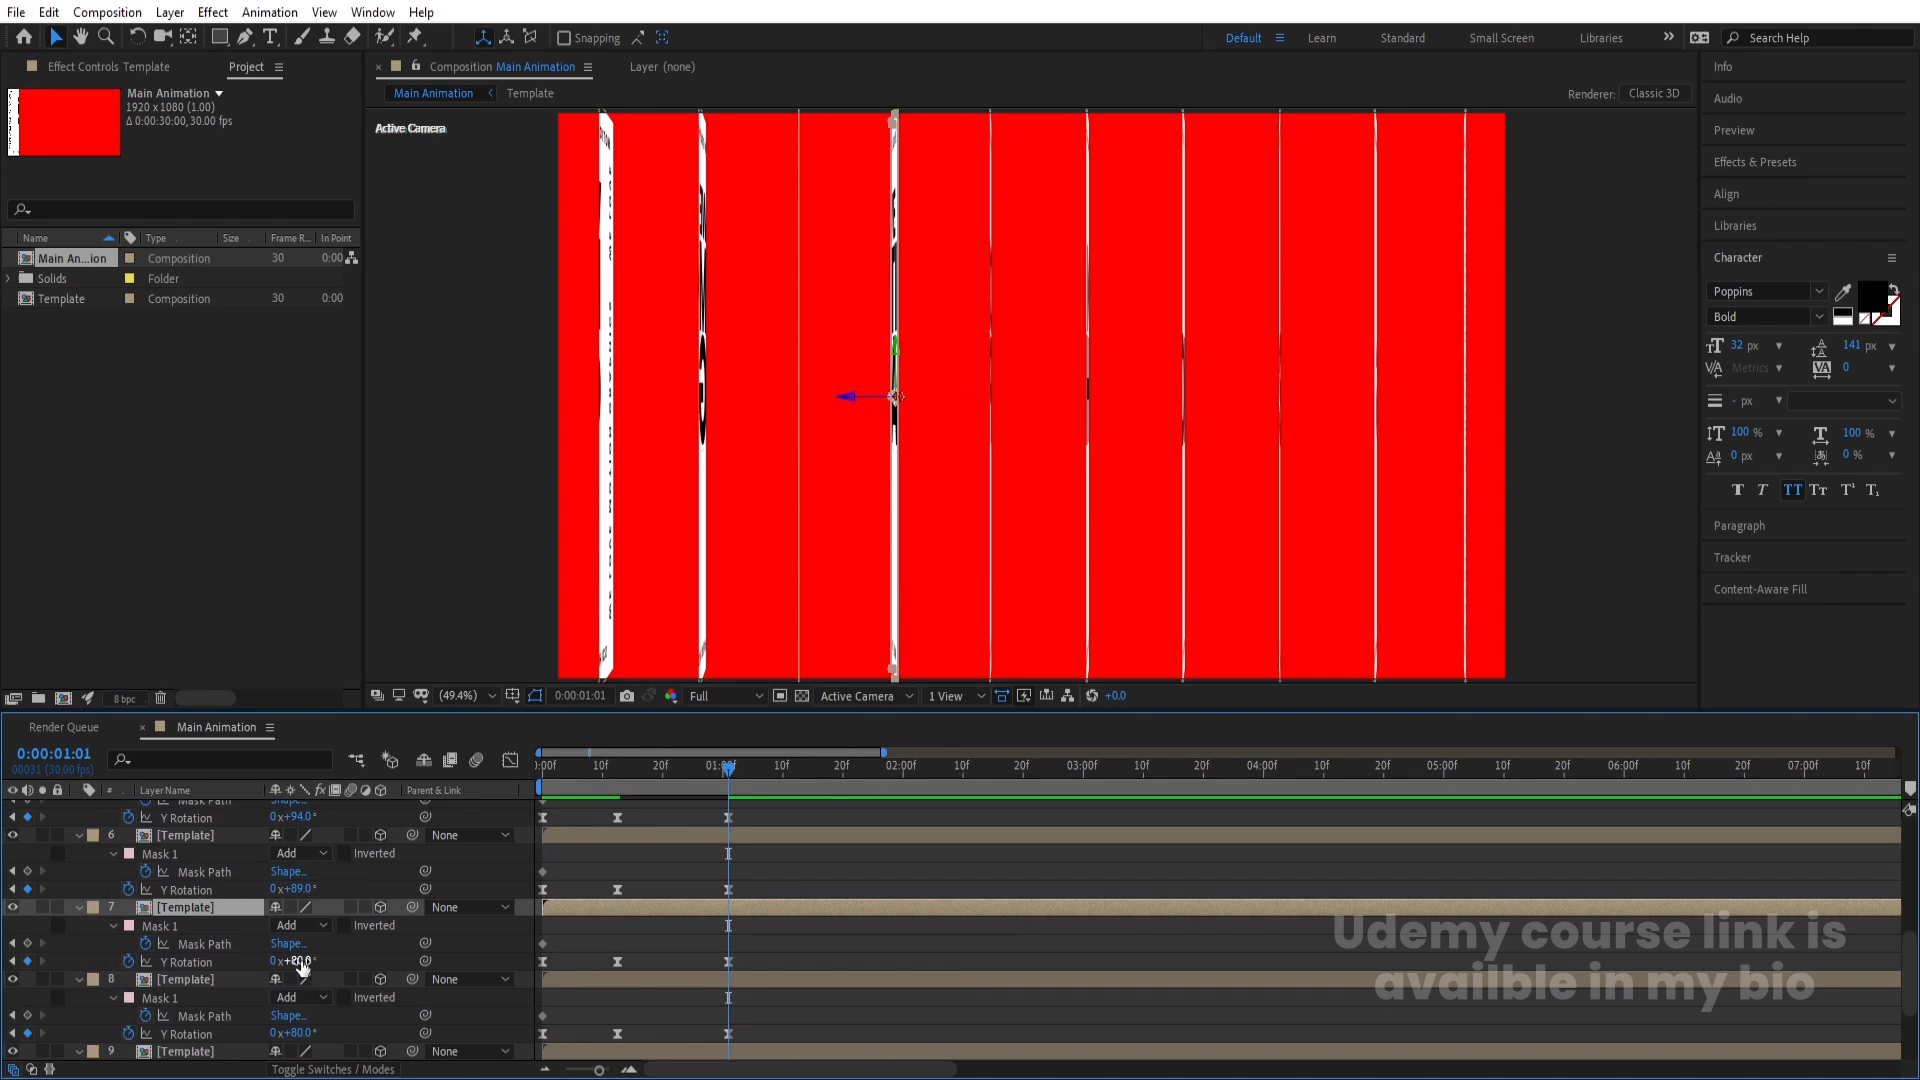 File Edit Composition Layer Effect Animation View Window Help
Snapping
Default Learn Standard Small Screen Libraries Search Help
Effect Controls Template Project
Composition Main Animation Layer (none)
Info
Main Animation
1920 x 1080 (1.00)
Δ 0:00:30:00, 30.00 fps
Main Animation Template
Renderer: Classic 3D
Audio
Active Camera
Preview
Effects & Presets
Align
Libraries
Character
Name Type Size Frame R... In Point
Main An...ion Composition 30 0:00
Solids Folder
Template Composition 30 0:00
Poppins
Bold
32 px 141 px
Metrics 0
- px
100 % 100 %
0 px 0 %
TT Tт T¹ T₁
Paragraph
Tracker
Content-Aware Fill
8 bpc
(49.4%) 0:00:01:01 Full Active Camera 1 View +0.0
Render Queue Main Animation
0:00:01:01
00031 (30.00 fps)
:00f 10f 20f 01:00f 10f 20f 02:00f 10f 20f 03:00f 10f 20f 04:00f 10f 20f 05:00f 10f 20f 06:00f 10f 20f 07:00f 10f
# Layer Name Parent & Link
Mask Path Shape...
Y Rotation 0x+94.0°
6 [Template] None
Mask 1 Add Inverted
Mask Path Shape...
Y Rotation 0x+89.0°
7 [Template] None
Mask 1 Add Inverted
Mask Path Shape...
Y Rotation 0x
8 [Template] None
Mask 1 Add Inverted
Mask Path Shape...
Y Rotation 0x+80.0°
9 [Template] None
Toggle Switches / Modes
Udemy course link is
availble in my bio